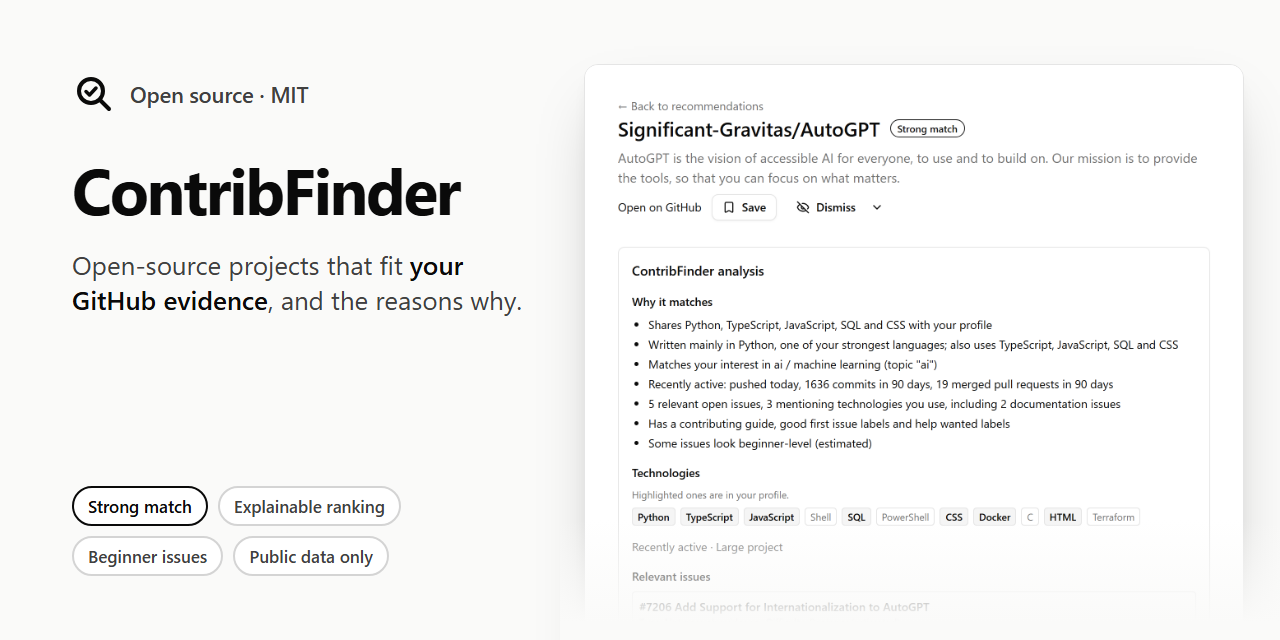 Open source · MIT
ContribFinder
Open-source projects that fit your
GitHub evidence, and the reasons why.
Strong match
Explainable ranking
Beginner issues
Public data only
← Back to recommendations
Significant-Gravitas/AutoGPT
Strong match
AutoGPT is the vision of accessible AI for everyone, to use and to build on. Our mission is to provide
the tools, so that you can focus on what matters.
Open on GitHub
Save
Dismiss
ContribFinder analysis
Why it matches
• Shares Python, TypeScript, JavaScript, SQL and CSS with your profile
• Written mainly in Python, one of your strongest languages; also uses TypeScript, JavaScript, SQL and CSS
• Matches your interest in ai / machine learning (topic "ai")
• Recently active: pushed today, 1636 commits in 90 days, 19 merged pull requests in 90 days
• 5 relevant open issues, 3 mentioning technologies you use, including 2 documentation issues
• Has a contributing guide, good first issue labels and help wanted labels
• Some issues look beginner-level (estimated)
Technologies
Highlighted ones are in your profile.
Python TypeScript JavaScript Shell SQL PowerShell CSS Docker C HTML Terraform
Recently active · Large project
Relevant issues
#7206 Add Support for Internationalization to AutoGPT